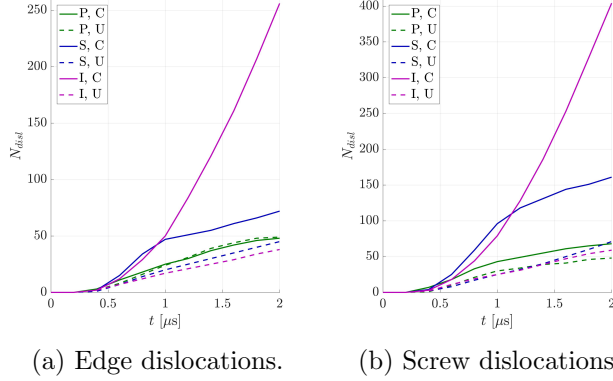 P, C
P, U
S, C
S, U
I, C
I, U
250
200
150
100
50
0
N_disl
0
0.5
1
1.5
2
t [μs]
(a) Edge dislocations.
P, C
P, U
S, C
S, U
I, C
I, U
400
350
300
250
200
150
100
50
0
N_disl
0
0.5
1
1.5
2
t [μs]
(b) Screw dislocations